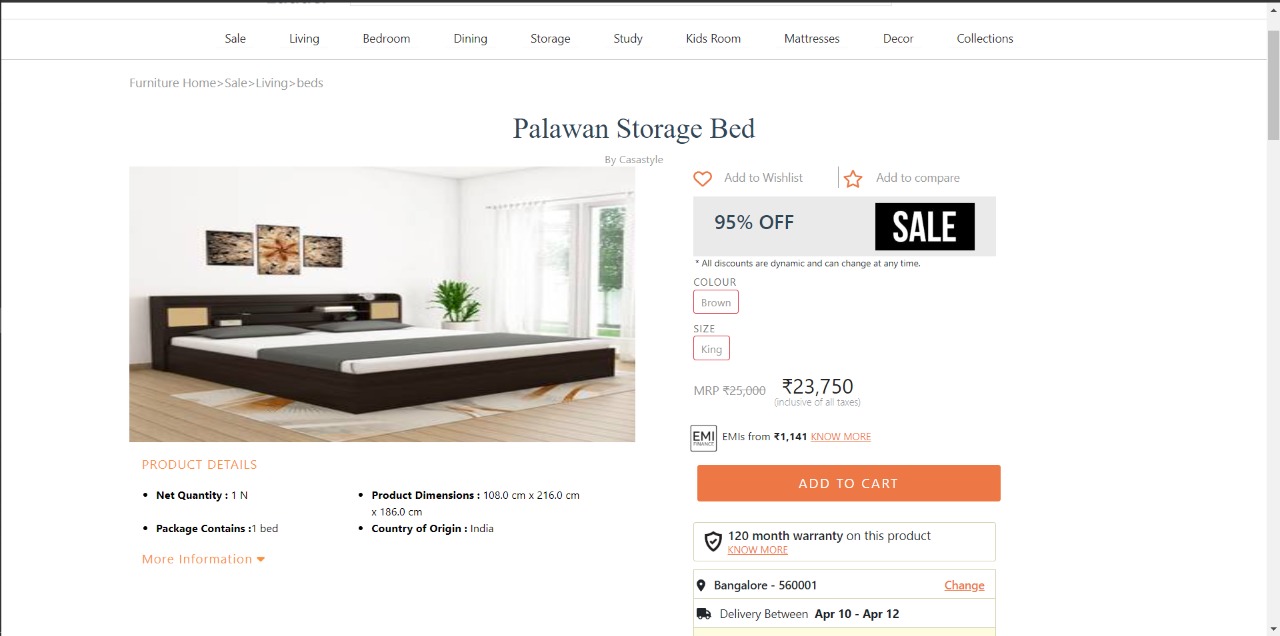 Sale Living Bedroom Dining Storage Study Kids Room Mattresses Decor Collections
Furniture Home>Sale>Living>beds
Palawan Storage Bed
By Casastyle
Add to Wishlist
Add to compare
95% OFF
SALE
* All discounts are dynamic and can change at any time.
COLOUR
Brown
SIZE
King
MRP ₹25,000 ₹23,750
(inclusive of all taxes)
EMI
FINANCE
EMIs from ₹1,141 KNOW MORE
ADD TO CART
PRODUCT DETAILS
Net Quantity : 1 N
Product Dimensions : 108.0 cm x 216.0 cm
x 186.0 cm
Package Contains :1 bed
Country of Origin : India
More Information
120 month warranty on this product
KNOW MORE
Bangalore - 560001 Change
Delivery Between Apr 10 - Apr 12